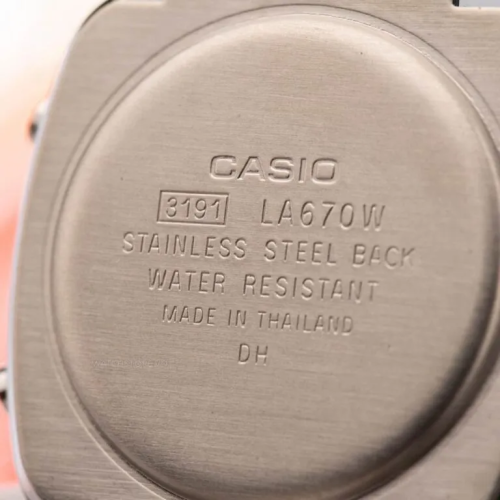 CASIO
3191 LA670W
STAINLESS STEEL BACK
WATER RESISTANT
MADE IN THAILAND
DH